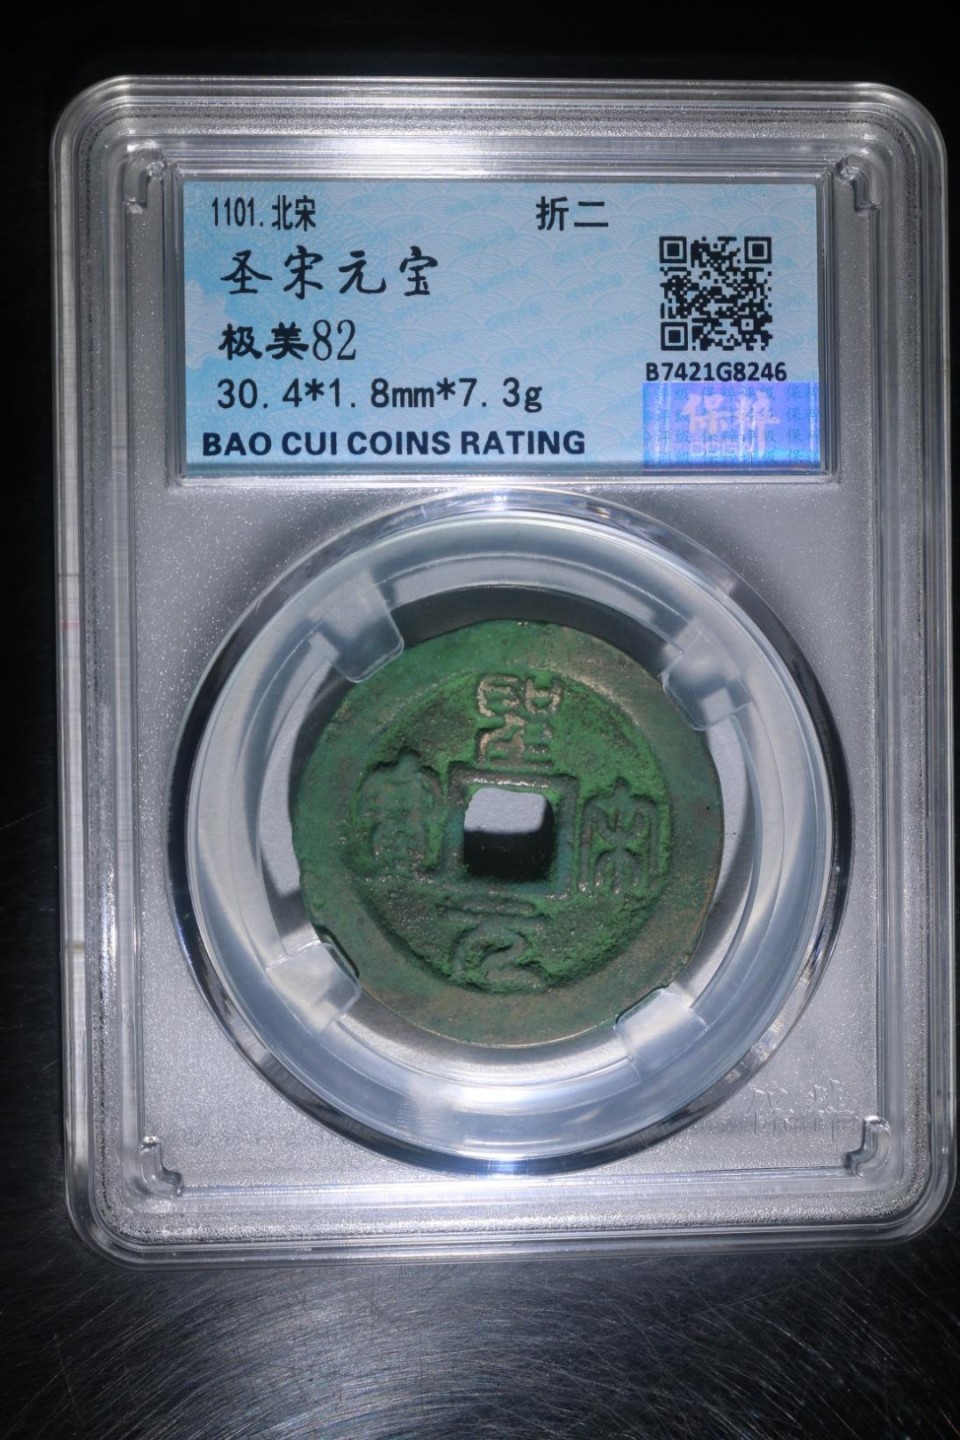 1101.北宋 折二
圣宋元宝
极美82
30.4*1.8mm*7.3g
B7421G8246
BAO CUI COINS RATING
保粹
聖
寶 宋
元